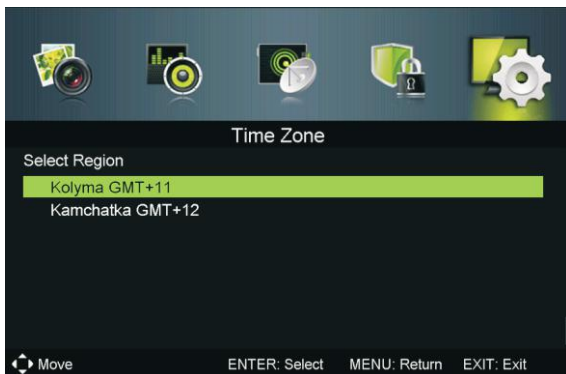 Time Zone
Select Region
Kolyma GMT+11
Kamchatka GMT+12
Move ENTER: Select MENU: Return EXIT: Exit